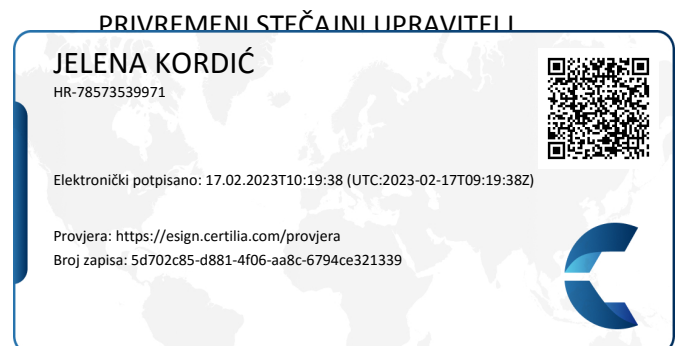 PRIVREMENI STEČAJNI UPRAVITELJ
JELENA KORDIĆ
HR-78573539971
Elektronički potpisano: 17.02.2023T10:19:38 (UTC:2023-02-17T09:19:38Z)
Provjera: https://esign.certilia.com/provjera
Broj zapisa: 5d702c85-d881-4f06-aa8c-6794ce321339